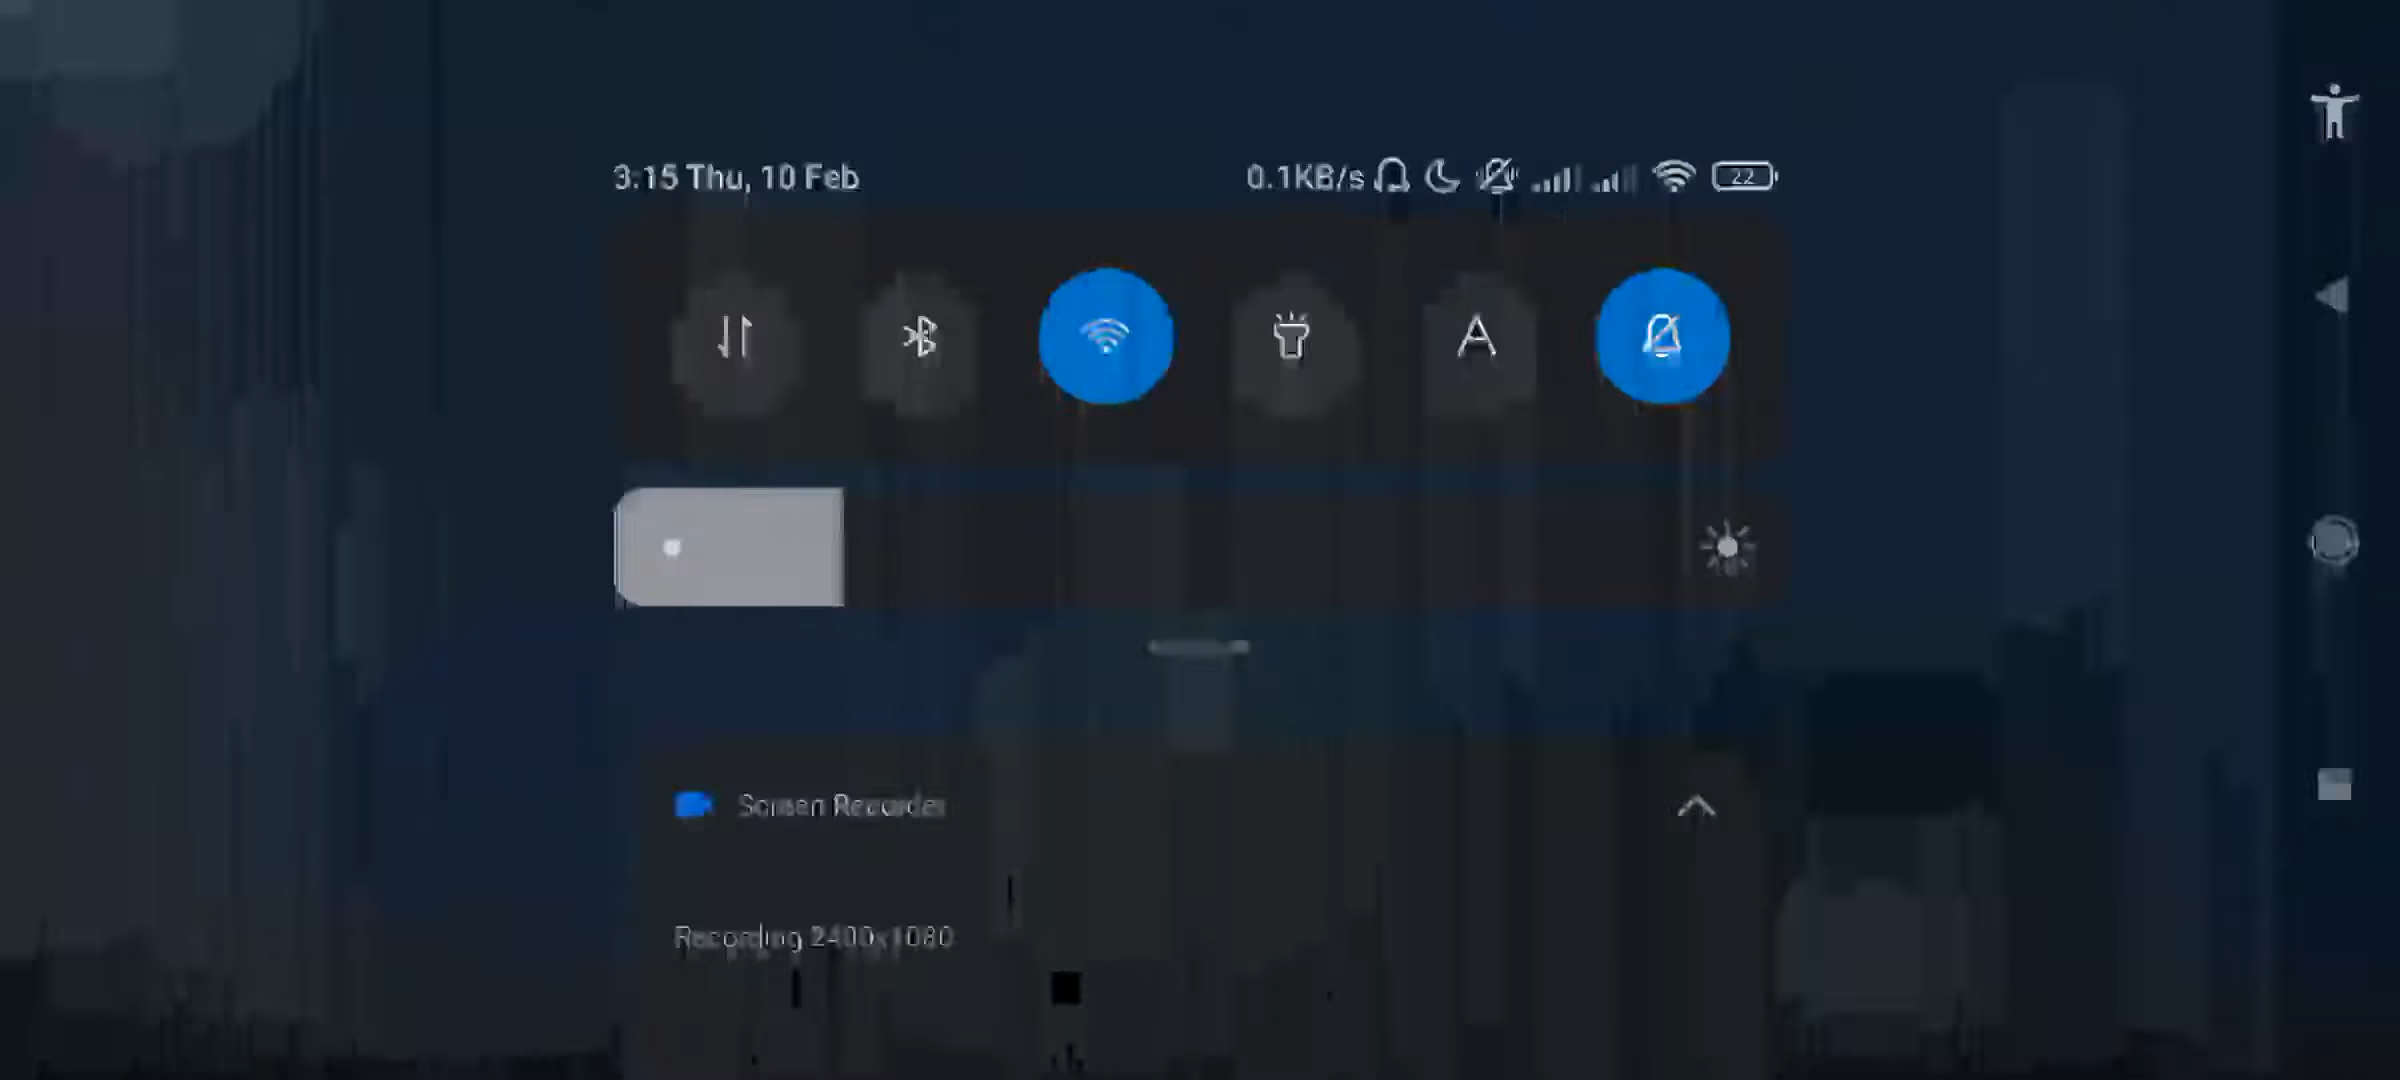 3:15 Thu, 10 Feb
0.1KB/s
22
A
Screen Recorder
Recording 2400x1080